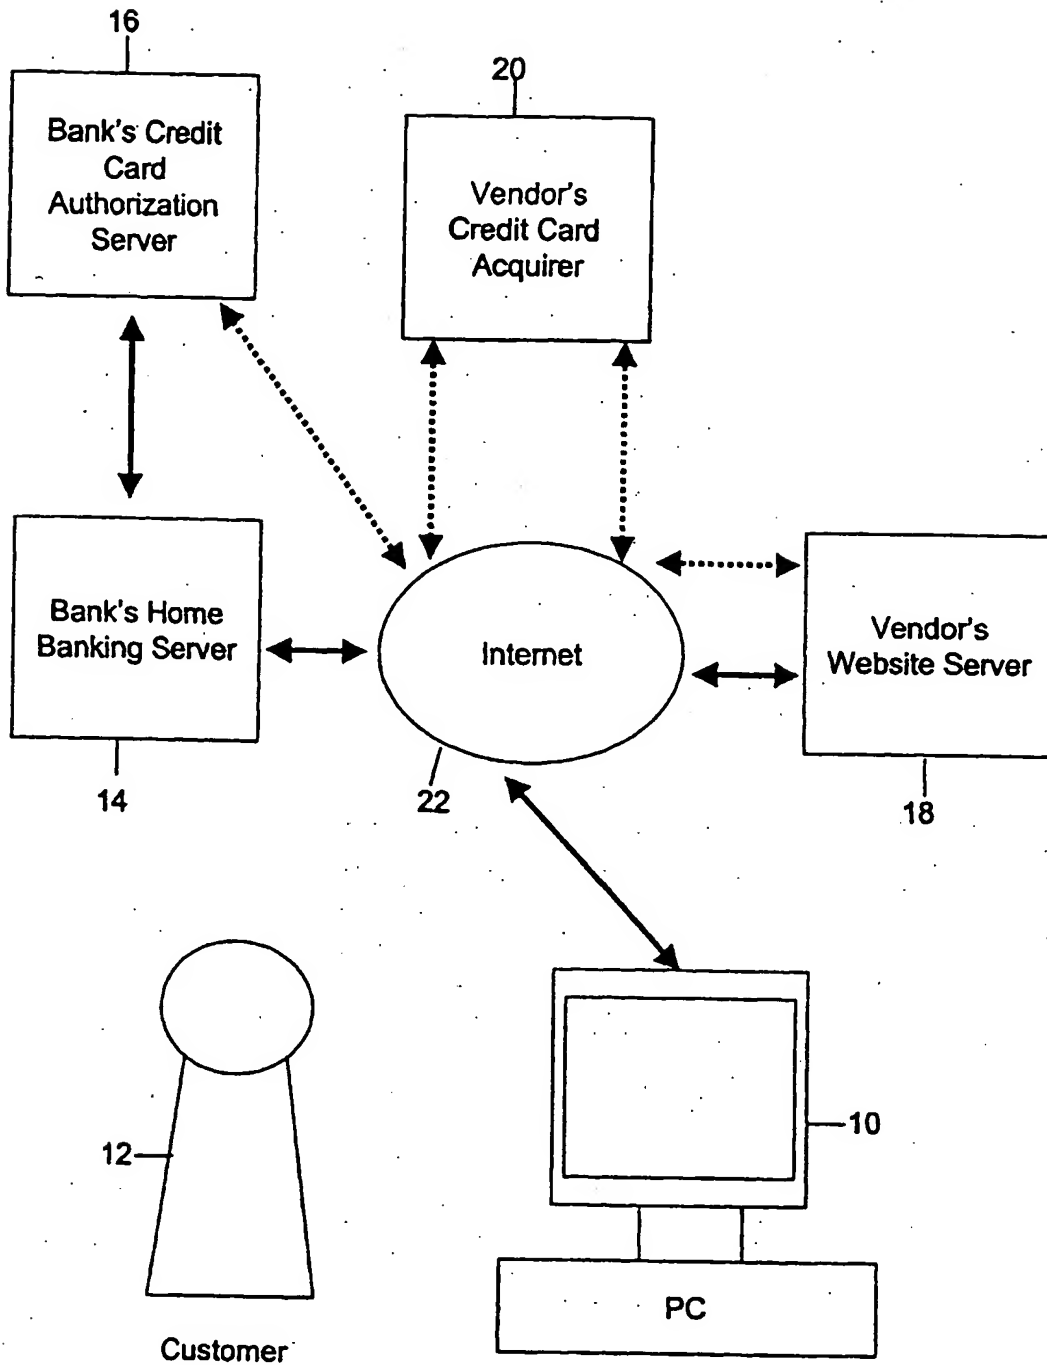 16
Bank's Credit
Card
Authorization
Server
20
Vendor's
Credit Card
Acquirer
Bank's Home
Banking Server
14
Internet
22
Vendor's
Website Server
18
12
Customer
10
PC